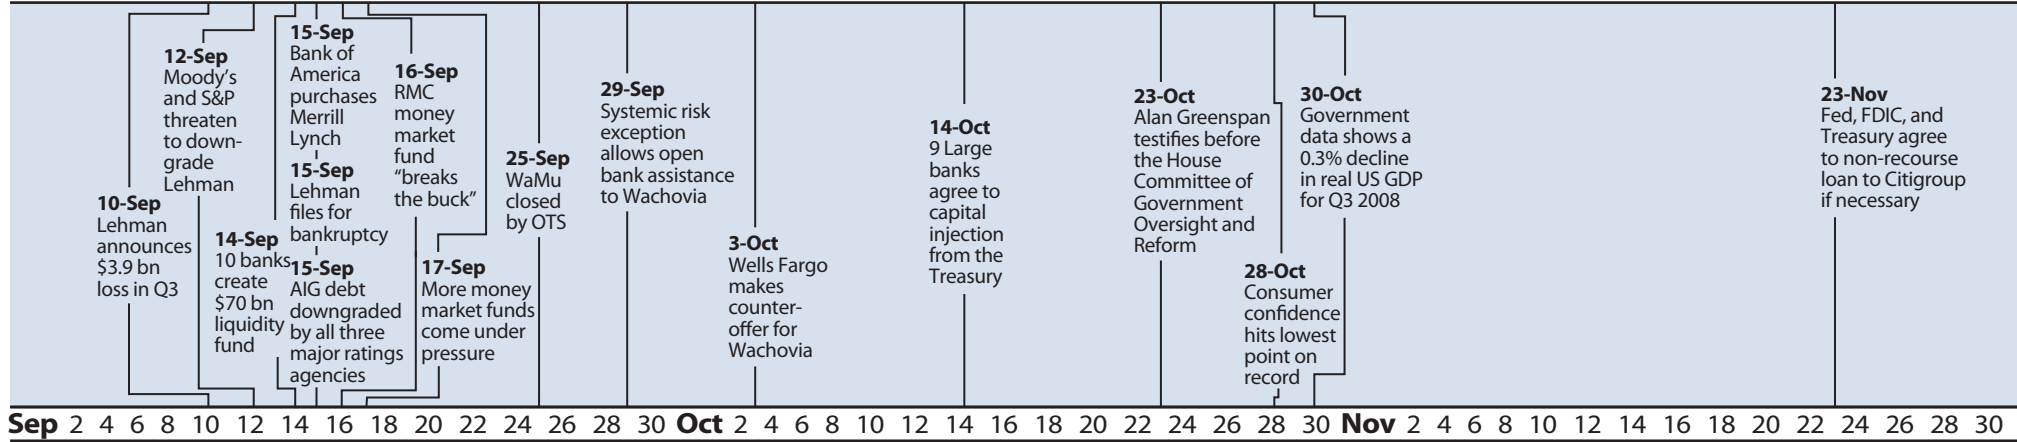 10-Sep
Lehman
announces
$3.9 bn
loss in Q3
12-Sep
Moody's
and S&P
threaten
to down-
grade
Lehman
14-Sep
10 banks
create
$70 bn
liquidity
fund
15-Sep
Bank of
America
purchases
Merrill
Lynch
15-Sep
Lehman
files for
bankruptcy
15-Sep
AIG debt
downgraded
by all three
major ratings
agencies
16-Sep
RMC
money
market
fund
“breaks
the buck”
17-Sep
More money
market funds
come under
pressure
25-Sep
WaMu
closed
by OTS
29-Sep
Systemic risk
exception
allows open
bank assistance
to Wachovia
3-Oct
Wells Fargo
makes
counter-
offer for
Wachovia
14-Oct
9 Large
banks
agree to
capital
injection
from the
Treasury
23-Oct
Alan Greenspan
testifies before
the House
Committee of
Government
Oversight and
Reform
28-Oct
Consumer
confidence
hits lowest
point on
record
30-Oct
Government
data shows a
0.3% decline
in real US GDP
for Q3 2008
23-Nov
Fed, FDIC, and
Treasury agree
to non-recourse
loan to Citigroup
if necessary
Sep 2 4 6 8 10 12 14 16 18 20 22 24 26 28 30 Oct 2 4 6 8 10 12 14 16 18 20 22 24 26 28 30 Nov 2 4 6 8 10 12 14 16 18 20 22 24 26 28 30